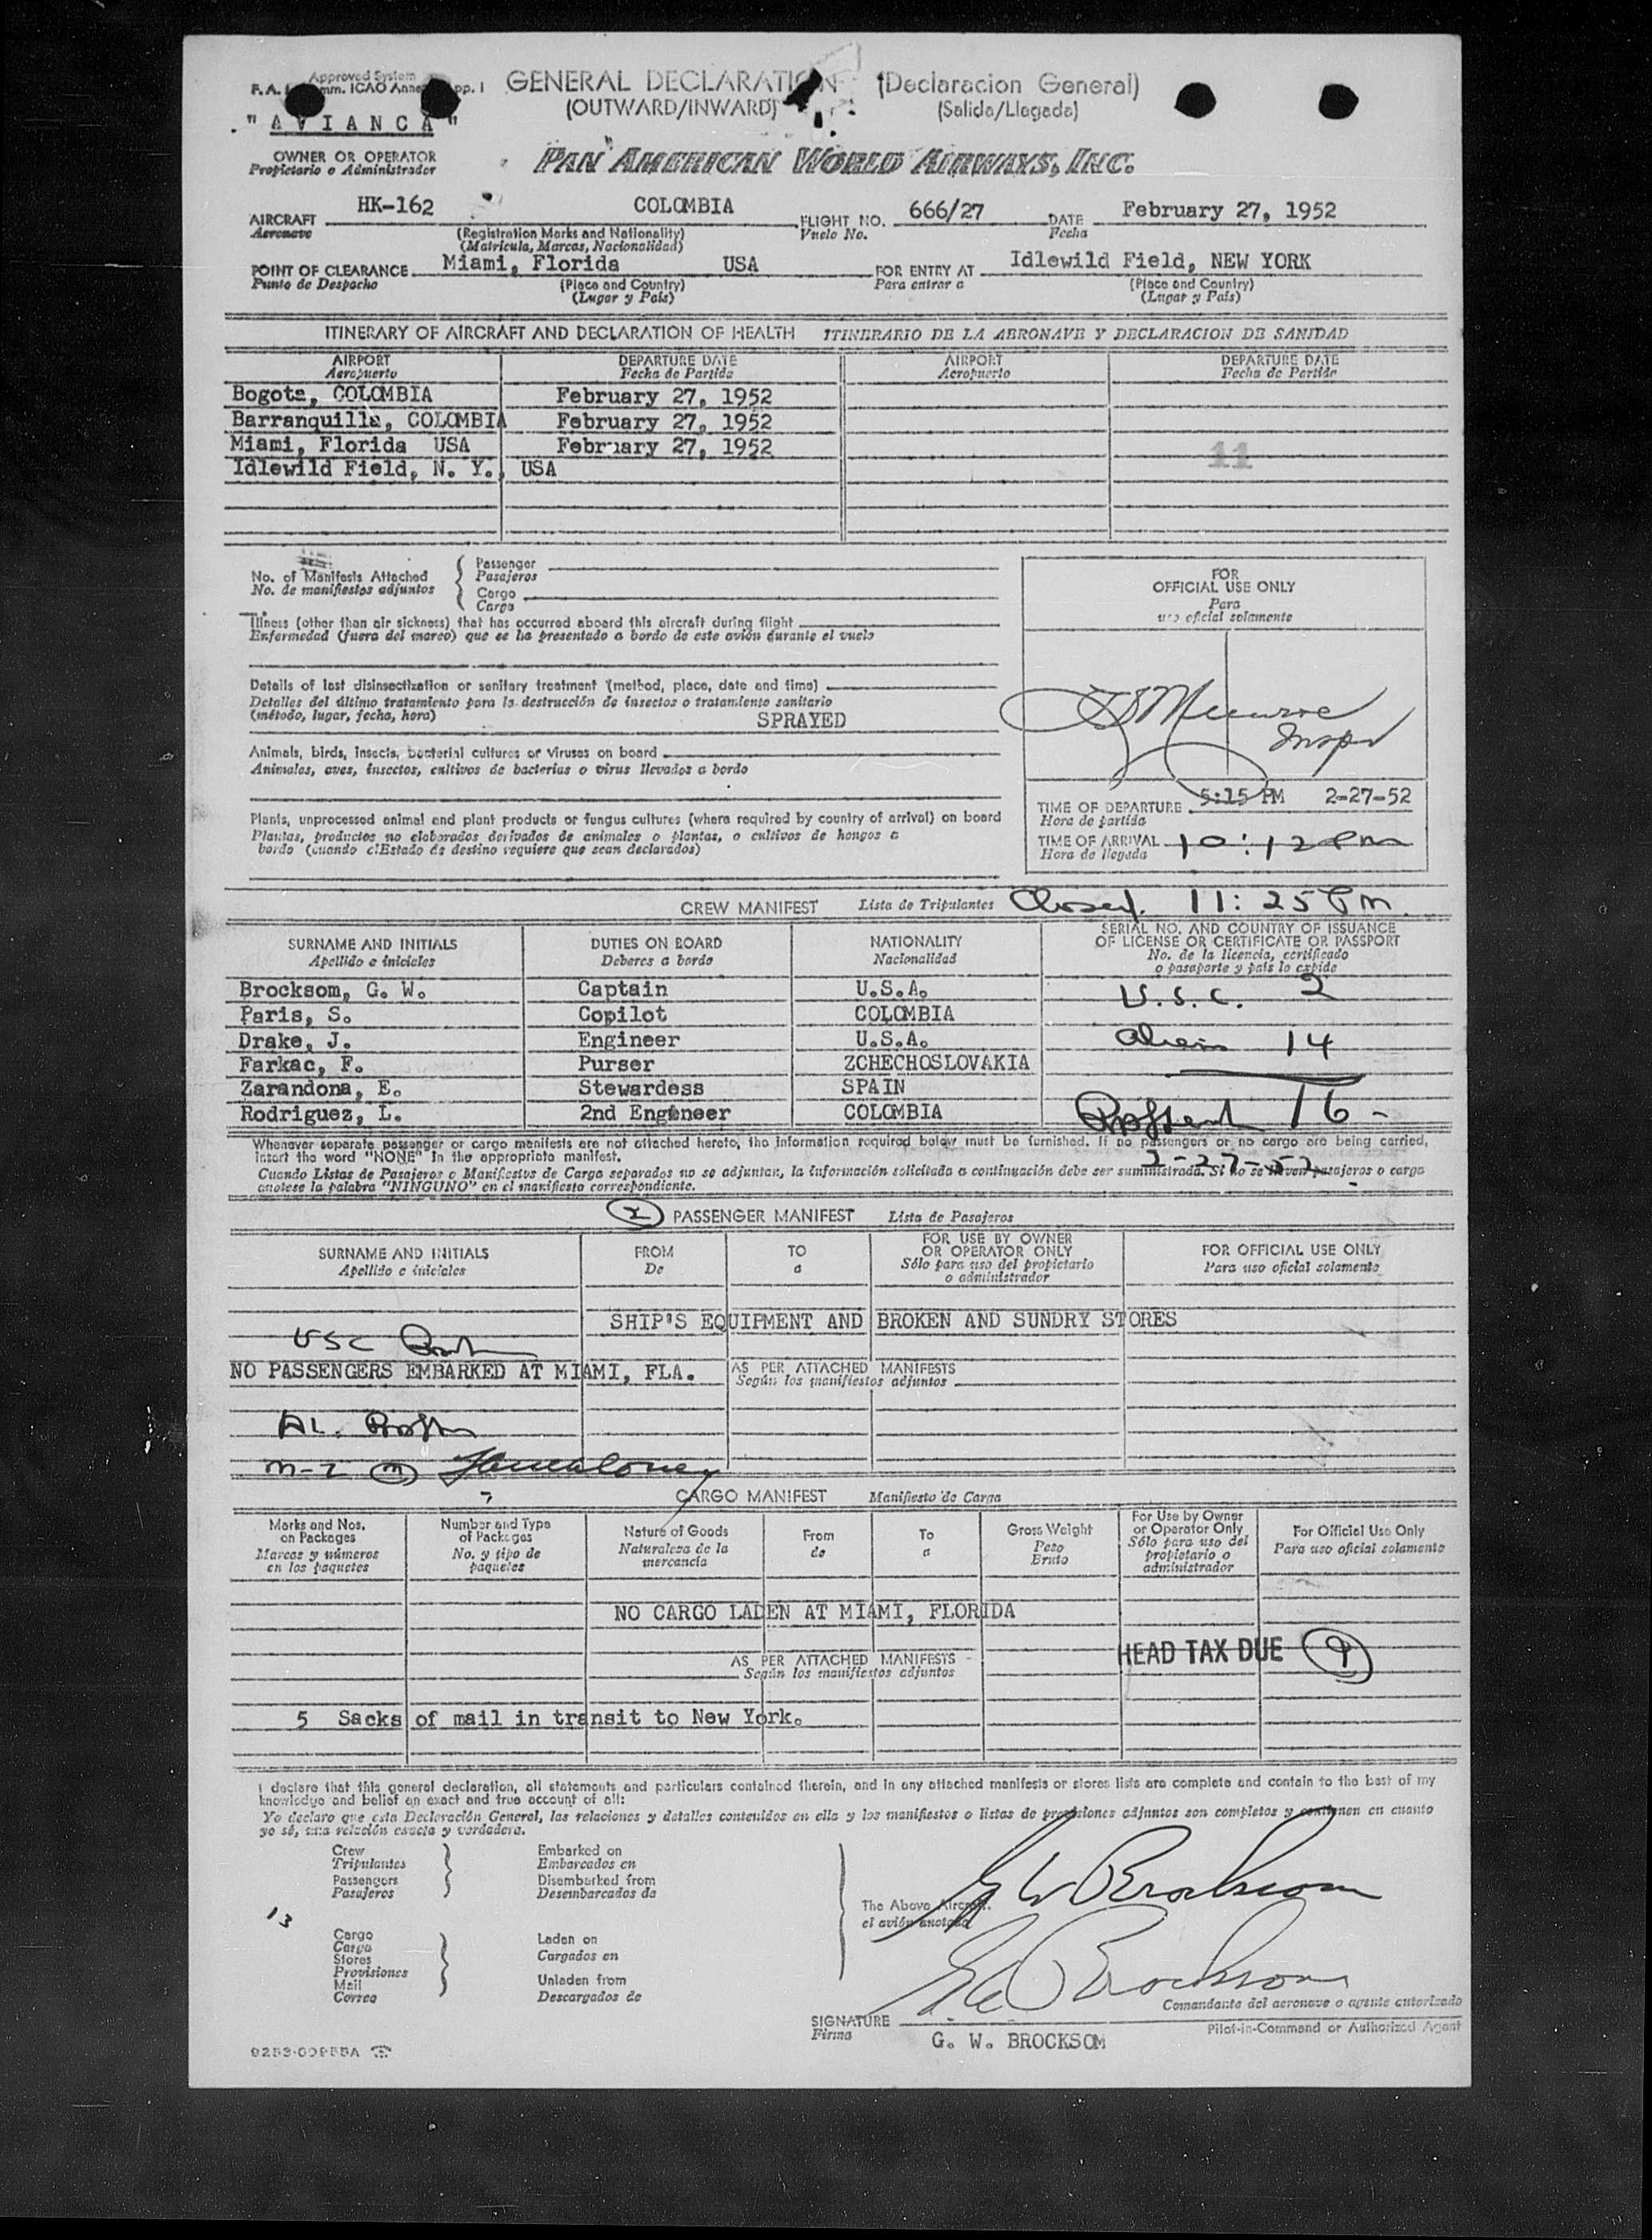 Approved System
GENERAL DECLARATION (Declaracion General)
(OUTWARD/INWARD) (Salida/Llegada)
" AVIANCA "
OWNER OR OPERATOR
Propietario o Administrador
PAN AMERICAN WORLD AIRWAYS, INC.
AIRCRAFT HK-162 COLOMBIA FLIGHT NO. 666/27 DATE February 27, 1952
Aeronave (Registration Marks and Nationality) Vuelo No. Fecha
(Matricula, Marcas, Nacionalidad)
POINT OF CLEARANCE Miami, Florida USA FOR ENTRY AT Idlewild Field, NEW YORK
Punto de Despacho (Place and Country) Para entrar a (Place and Country)
(Lugar y País) (Lugar y País)
ITINERARY OF AIRCRAFT AND DECLARATION OF HEALTH ITINERARIO DE LA AERONAVE Y DECLARACION DE SANIDAD
AIRPORT DEPARTURE DATE AIRPORT DEPARTURE DATE
Aeropuerto Fecha de Partida Aeropuerto Fecha de Partida
Bogota, COLOMBIA February 27, 1952
Barranquilla, COLOMBIA February 27, 1952
Miami, Florida USA February 27, 1952
11
Idlewild Field, N. Y., USA
No. of Manifests Attached
No. de manifiestos adjuntos
Passenger
Pasajeros
Cargo
Carga
Illness (other than air sickness) that has occurred aboard this aircraft during flight
Enfermedad (fuera del mareo) que se ha presentado a bordo de este avión durante el vuelo
Details of last disinsectization or sanitary treatment (method, place, date and time)
Detalles del último tratamiento para la destrucción de insectos o tratamiento sanitario
(método, lugar, fecha, hora) SPRAYED
Animals, birds, insects, bacterial cultures or viruses on board
Animales, aves, insectos, cultivos de bacterias o virus llevados a bordo
Plants, unprocessed animal and plant products or fungus cultures (where required by country of arrival) on board
Plantas, productos no elaborados derivados de animales o plantas, o cultivos de hongos a
bordo (cuando el Estado de destino requiere que sean declarados)
FOR
OFFICIAL USE ONLY
Para
uso oficial solamente
Inspr
TIME OF DEPARTURE 5:15 PM 2-27-52
Hora de partida
TIME OF ARRIVAL 10:12 PM
Hora de llegada
CREW MANIFEST Lista de Tripulantes Closed. 11:25 Pm.
SURNAME AND INITIALS DUTIES ON BOARD NATIONALITY SERIAL NO. AND COUNTRY OF ISSUANCE
OF LICENSE OR CERTIFICATE OR PASSPORT
Apellido e iniciales Deberes a bordo Nacionalidad No. de la licencia, certificado
o pasaporte y país lo expide
Brocksom, G. W. Captain U.S.A. U.S.C. 2
Paris, S. Copilot COLOMBIA
Drake, J. Engineer U.S.A. Aliens 14
Farkac, F. Purser ZCHECHOSLOVAKIA
Zarandona, E. Stewardess SPAIN
Rodriguez, L. 2nd Engineer COLOMBIA 16 -
Whenever separate passenger or cargo manifests are not attached hereto, the information required below must be furnished. If no passengers or no cargo are being carried,
insert the word "NONE" in the appropriate manifest.
2-27-52
Cuando Listas de Pasajeros o Manifiestos de Carga separados no se adjuntan, la información solicitada a continuación debe ser suministrada. Si no se llevan pasajeros o carga
anotese la palabra "NINGUNO" en el manifiesto correspondiente.
2 PASSENGER MANIFEST Lista de Pasajeros
SURNAME AND INITIALS FROM TO FOR USE BY OWNER
OR OPERATOR ONLY FOR OFFICIAL USE ONLY
Apellido e iniciales De a Sólo para uso del propietario
o administrador Para uso oficial solamente
SHIP'S EQUIPMENT AND BROKEN AND SUNDRY STORES
USC
NO PASSENGERS EMBARKED AT MIAMI, FLA. AS PER ATTACHED MANIFESTS
Según los manifiestos adjuntos
AL.
M-2
CARGO MANIFEST Manifiesto de Carga
Marks and Nos.
on Packages
Marcas y números
en los paquetes
Number and Type
of Packages
No. y tipo de
paquetes
Nature of Goods
Naturaleza de la
mercancía
From
de
To
a
Gross Weight
Peso
Bruto
For Use by Owner
or Operator Only
Sólo para uso del
propietario o
administrador
For Official Use Only
Para uso oficial solamente
NO CARGO LADEN AT MIAMI, FLORIDA
HEAD TAX DUE 9
AS PER ATTACHED MANIFESTS
Según los manifiestos adjuntos
5 Sacks of mail in transit to New York.
I declare that this general declaration, all statements and particulars contained therein, and in any attached manifests or stores lists are complete and contain to the best of my
knowledge and belief an exact and true account of all:
Yo declaro que esta Declaración General, las relaciones y detalles contenidos en ella y los manifiestos o listas de provisiones adjuntos son completos y contienen en cuanto
yo sé, una relación exacta y verdadera.
Crew
Tripulantes
Passengers
Pasajeros
Embarked on
Embarcados en
Disembarked from
Desembarcados de
13
Cargo
Carga
Stores
Provisiones
Mail
Correo
Laden on
Cargados en
Unladen from
Descargados de
The Above Aircraft.
el avión anotado
G W Brocksom
G W Brocksom
Comandante del aeronave o agente autorizado
SIGNATURE
Firma
Pilot-in-Command or Authorized Agent
G. W. BROCKSOM